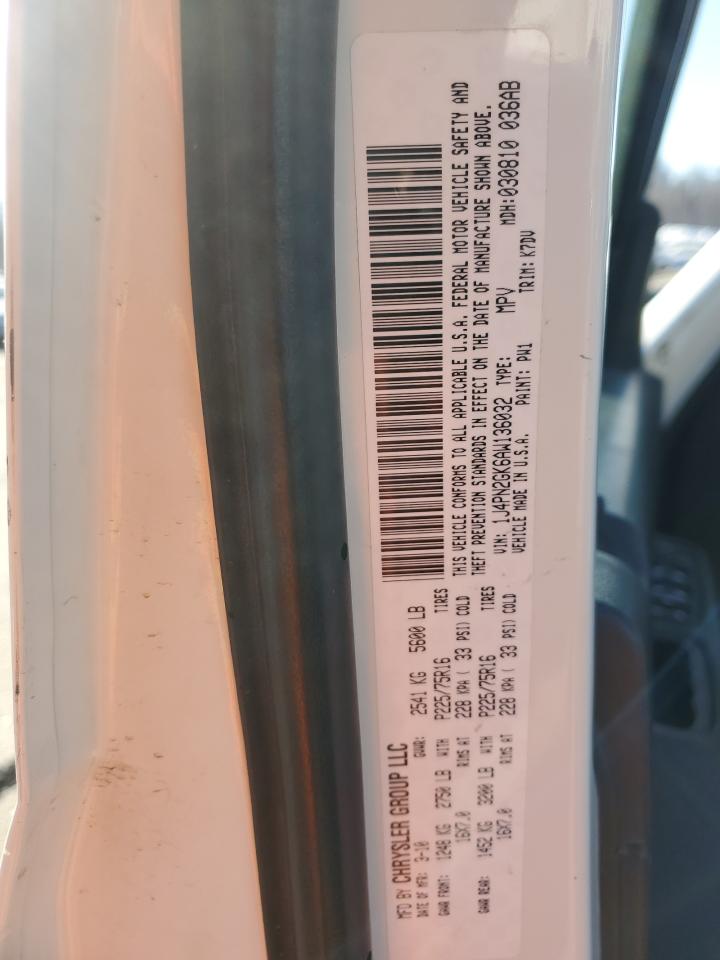 MFD BY CHRYSLER GROUP LLC
DATE OF MFR: 3-10 GVWR: 2541 KG 5600 LB
GAWR FRONT: 1246 KG 2750 LB WITH P225/75R16 TIRES
16X7.0 RIMS AT 228 KPA ( 33 PSI) COLD
GAWR REAR: 1452 KG 3200 LB WITH P225/75R16 TIRES
16X7.0 RIMS AT 228 KPA ( 33 PSI) COLD
THIS VEHICLE CONFORMS TO ALL APPLICABLE U.S.A. FEDERAL MOTOR VEHICLE SAFETY AND
THEFT PREVENTION STANDARDS IN EFFECT ON THE DATE OF MANUFACTURE SHOWN ABOVE.
VIN: 1J4PN2GK6AW136032 TYPE: MPV MDH:030810 036AB
VEHICLE MADE IN U.S.A. PAINT: PW1 TRIM: K7DV